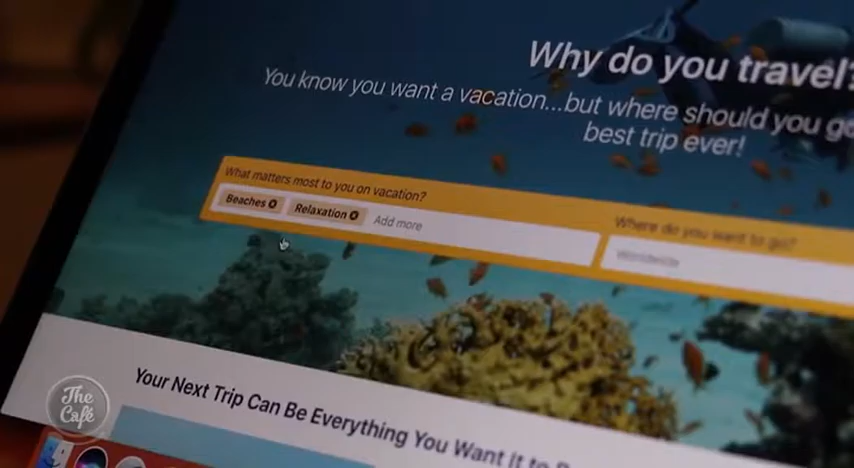 Why do you travel?
You know you want a vacation...but where should you go
best trip ever!
What matters most to you on vacation?
Where do you want to go?
Beaches
Relaxation
Add more
Worldwide
Your Next Trip Can Be Everything You Want It to
The
Café